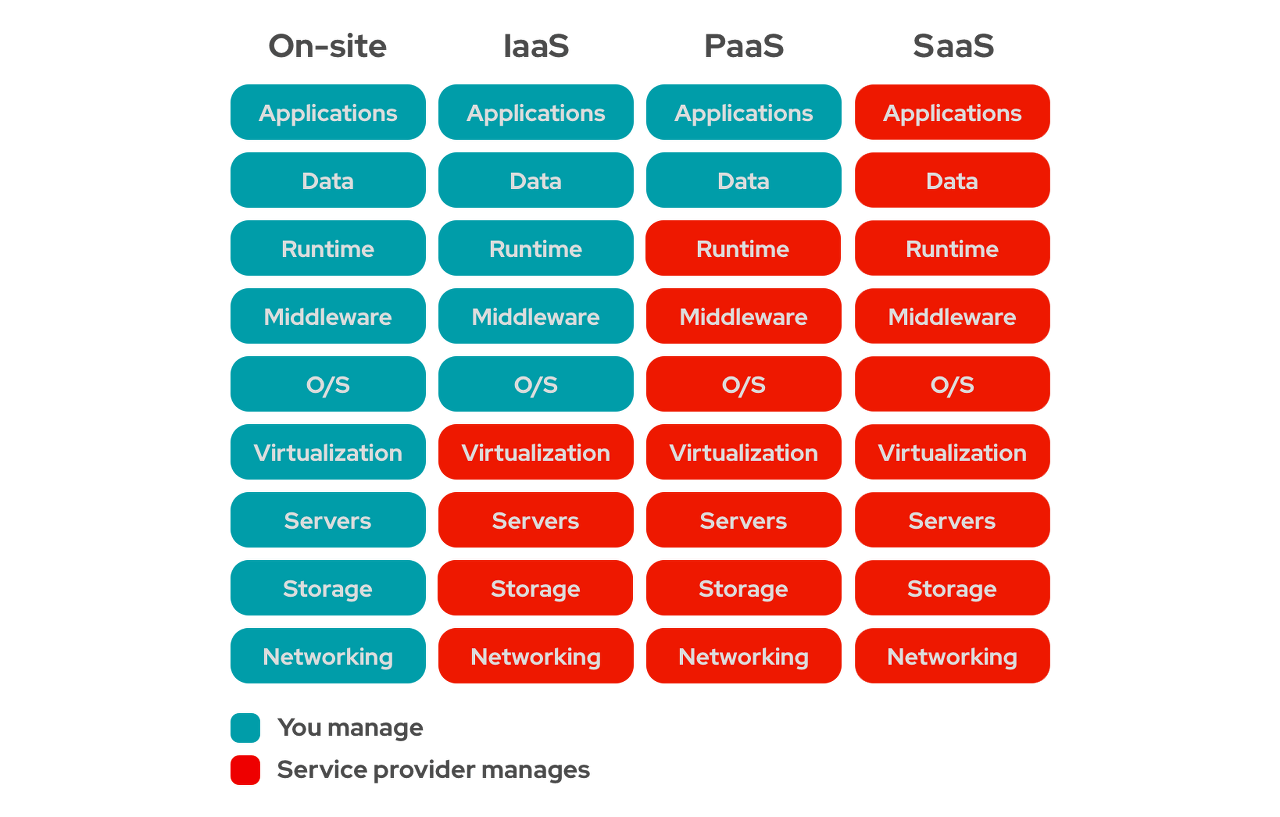 On-site IaaS PaaS SaaS
Applications Applications Applications Applications
Data Data Data Data
Runtime Runtime Runtime Runtime
Middleware Middleware Middleware Middleware
O/S O/S O/S O/S
Virtualization Virtualization Virtualization Virtualization
Servers Servers Servers Servers
Storage Storage Storage Storage
Networking Networking Networking Networking
You manage
Service provider manages